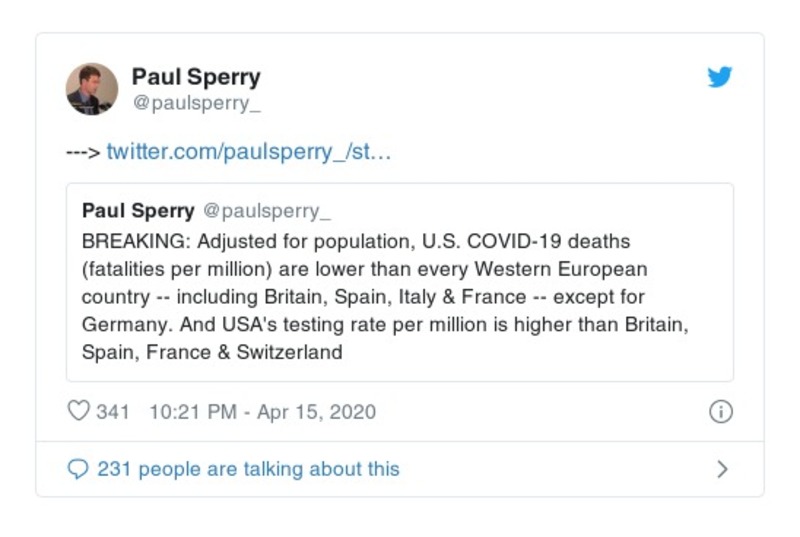 Paul Sperry
@paulsperry_
---> twitter.com/paulsperry_/st…
Paul Sperry @paulsperry_
BREAKING: Adjusted for population, U.S. COVID-19 deaths
(fatalities per million) are lower than every Western European
country -- including Britain, Spain, Italy & France -- except for
Germany. And USA's testing rate per million is higher than Britain,
Spain, France & Switzerland
341 10:21 PM - Apr 15, 2020
231 people are talking about this